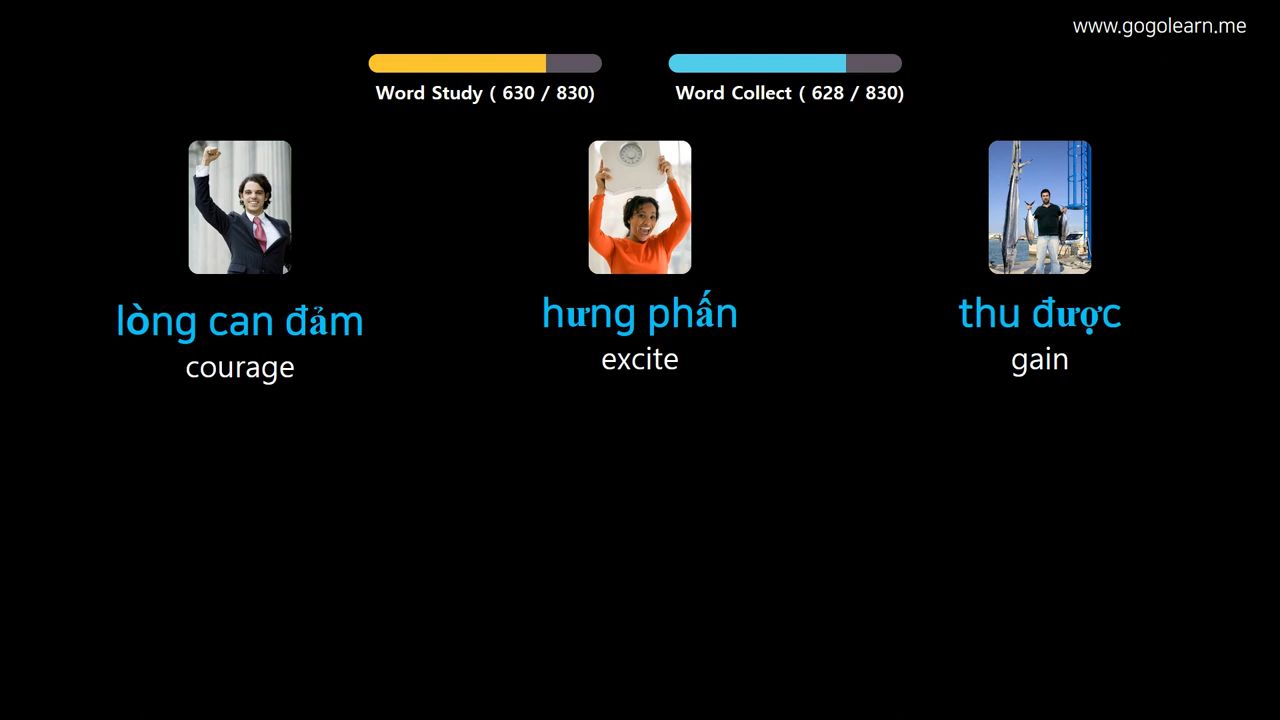 www.gogolearn.me
Word Study ( 630 / 830)
Word Collect ( 628 / 830)
lòng can đảm
courage
hưng phấn
excite
thu được
gain